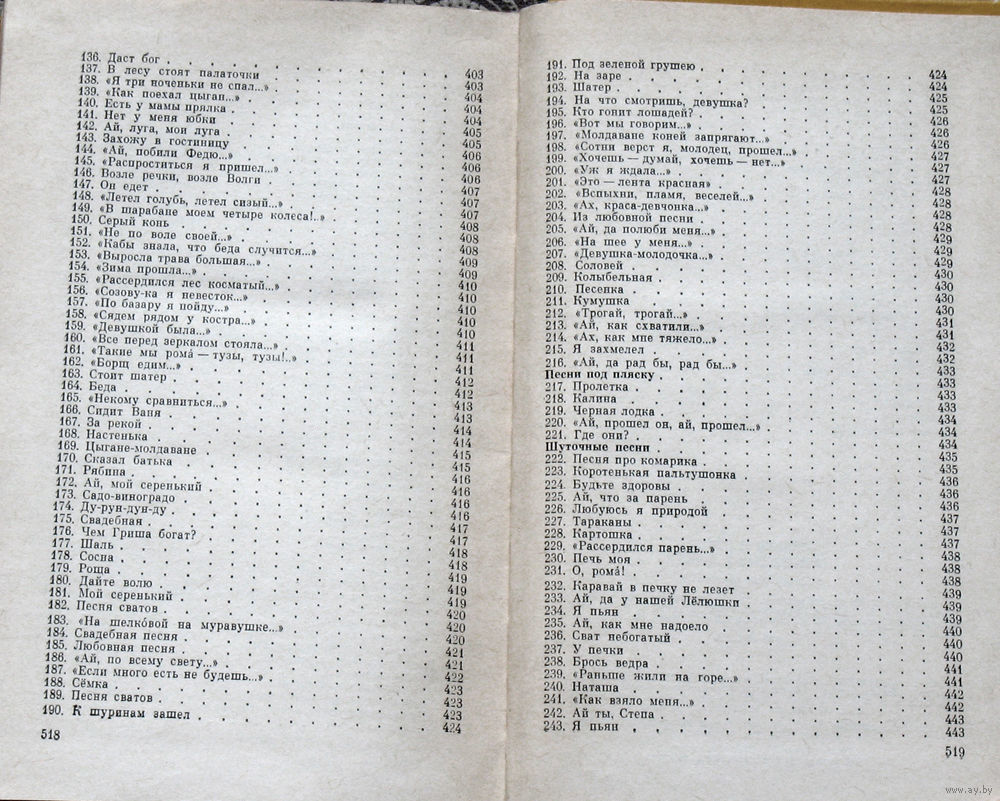 136. Даст бог . . . 403
137. В лесу стоят палаточки . . . 403
138. «Я три ноченьки не спал...» . . . 404
139. «Как поехал цыган...» . . . 404
140. Есть у мамы прялка . . . 404
141. Нет у меня юбки . . . 405
142. Ай, луга, мои луга . . . 405
143. Захожу в гостиницу . . . 406
144. «Ай, побили Федю...» . . . 406
145. «Распроститься я пришел...» . . . 406
146. Возле речки, возле Волги . . . 407
147. Он едет . . . 407
148. «Летел голубь, летел сизый...» . . . 407
149. «В шарабане моем четыре колеса!..» . . . 408
150. Серый конь . . . 408
151. «Не по воле своей...» . . . 408
152. «Кабы знала, что беда случится...» . . . 409
153. «Выросла трава большая...» . . . 409
154. «Зима прошла...» . . . 410
155. «Рассердился лес косматый...» . . . 410
156. «Созову-ка я невесток...» . . . 410
157. «По базару я пойду...» . . . 410
158. «Сядем рядом у костра...» . . . 410
159. «Девушкой была...» . . . 411
160. «Все перед зеркалом стояла...» . . . 411
161. «Такие мы рома́ — тузы, тузы!..» . . . 411
162. «Борщ едим...» . . . 412
163. Стоит шатер . . . 412
164. Беда . . . 413
165. «Некому сравниться...» . . . 413
166. Сидит Ваня . . . 414
167. За рекой . . . 414
168. Настенька . . . 415
169. Цыгане-молдаване . . . 415
170. Сказал батька . . . 416
171. Рябина . . . 416
172. Ай, мой серенький . . . 416
173. Садо-виноградо . . . 416
174. Ду-рун-дун-ду . . . 417
175. Свадебная . . . 417
176. Чем Гриша богат? . . . 418
177. Шаль . . . 418
178. Сосна . . . 419
179. Роща . . . 419
180. Дайте волю . . . 419
181. Мой серенький . . . 420
182. Песня сватов . . . 420
183. «На шелко́вой на муравушке...» . . . 420
184. Свадебная песня . . . 421
185. Любовная песня . . . 421
186. «Ай, по всему свету...» . . . 422
187. «Если много есть не будешь...» . . . 423
188. Сёмка . . . 423
189. Песня сватов . . . 423
190. К шуринам зашел . . . 424
518
191. Под зеленой грушею . . . 424
192. На заре . . . 424
193. Шатер . . . 425
194. На что смотришь, девушка? . . . 425
195. Кто гонит лошадей? . . . 426
196. «Вот мы говорим...» . . . 426
197. «Молдаване коней запрягают...» . . . 426
198. «Сотни верст я, молодец, прошел...» . . . 427
199. «Хочешь — думай, хочешь — нет...» . . . 427
200. «Уж я ждала...» . . . 427
201. «Это — лента красная» . . . 428
202. «Вспыхни, пламя, веселей...» . . . 428
203. «Ах, краса-девчонка...» . . . 428
204. Из любовной песни . . . 428
205. «Ай, да полюби меня...» . . . 429
206. «На шее у меня...» . . . 429
207. «Девушка-молодочка...» . . . 429
208. Соловей . . . 430
209. Колыбельная . . . 430
210. Песенка . . . 430
211. Кумушка . . . 430
212. «Трогай, трогай...» . . . 431
213. «Ай, как схватили...» . . . 431
214. «Ах, как мне тяжело...» . . . 432
215. Я захмелел . . . 432
216. «Ай, да рад бы, рад бы...» . . . 433
Песни под пляску . . . 433
217. Пролетка . . . 433
218. Калина . . . 433
219. Черная лодка . . . 434
220. «Ай, прошел он, ай, прошел...» . . . 434
221. Где они? . . . 434
Шуточные песни . . . 435
222. Песня про комарика . . . 435
223. Коротенькая пальтушонка . . . 436
224. Будьте здоровы . . . 436
225. Ай, что за парень . . . 436
226. Любуюсь я природой . . . 437
227. Тараканы . . . 437
228. Картошка . . . 437
229. «Рассердился парень...» . . . 438
230. Печь моя . . . 438
231. О, рома́! . . . 438
232. Каравай в печку не лезет . . . 439
233. Ай, да у нашей Лёлюшки . . . 439
234. Я пьян . . . 439
235. Ай, как мне надоело . . . 440
236. Сват небогатый . . . 440
237. У печки . . . 441
238. Брось ведра . . . 441
239. «Раньше жили на горе...» . . . 441
240. Наташа . . . 442
241. «Как взяло меня...» . . . 442
242. Ай ты, Степа . . . 443
243. Я пьян . . . 443
519
www.ay.by